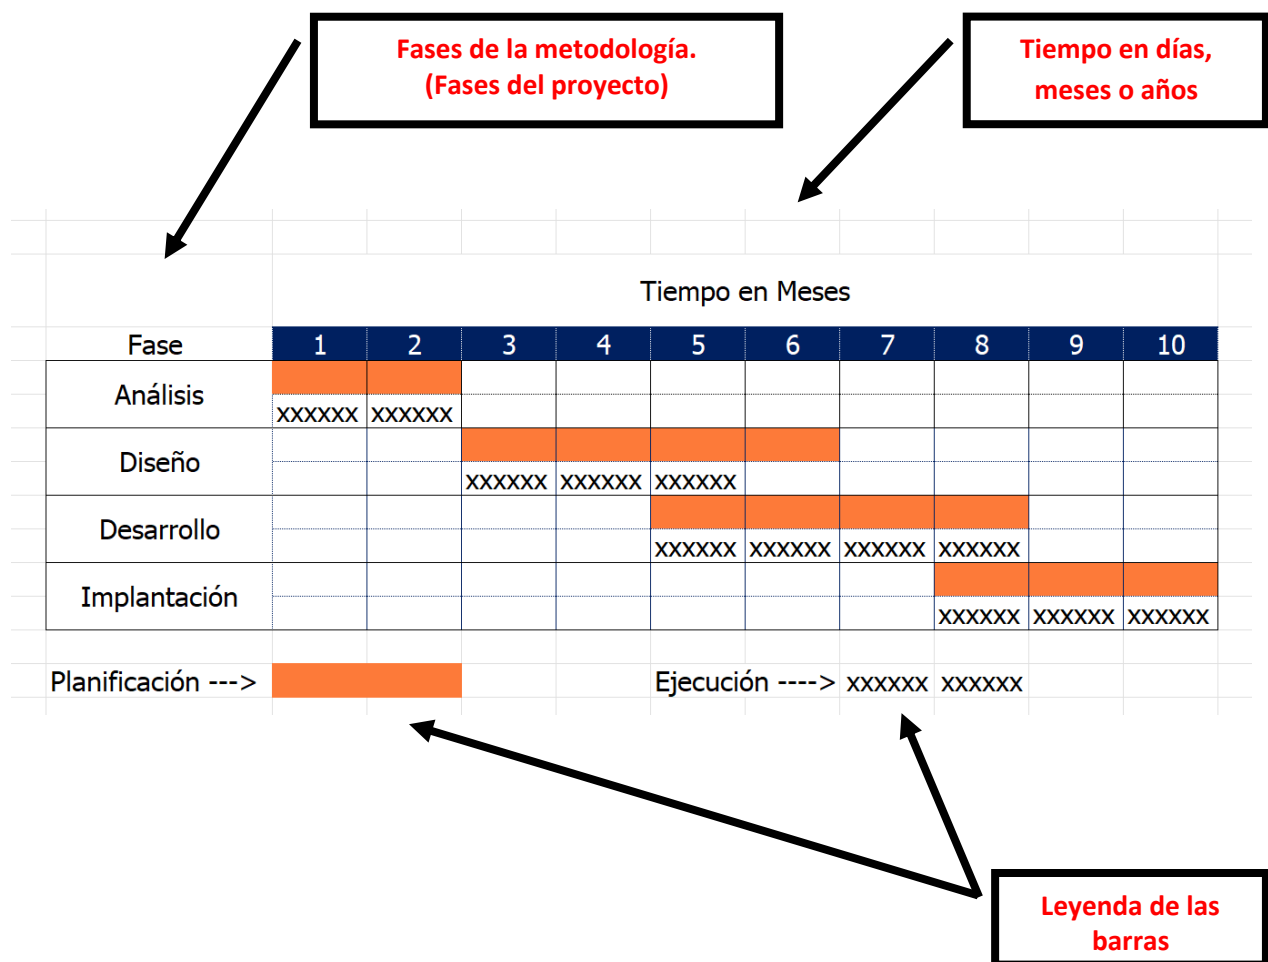 Fases de la metodología.
(Fases del proyecto)
Tiempo en días,
meses o años
Tiempo en Meses
Fase 1 2 3 4 5 6 7 8 9 10
Análisis
xxxxxx xxxxxx
Diseño
xxxxxx xxxxxx xxxxxx
Desarrollo
xxxxxx xxxxxx xxxxxx xxxxxx
Implantación
xxxxxx xxxxxx xxxxxx
Planificación --->
Ejecución ----> xxxxxx xxxxxx
Leyenda de las
barras